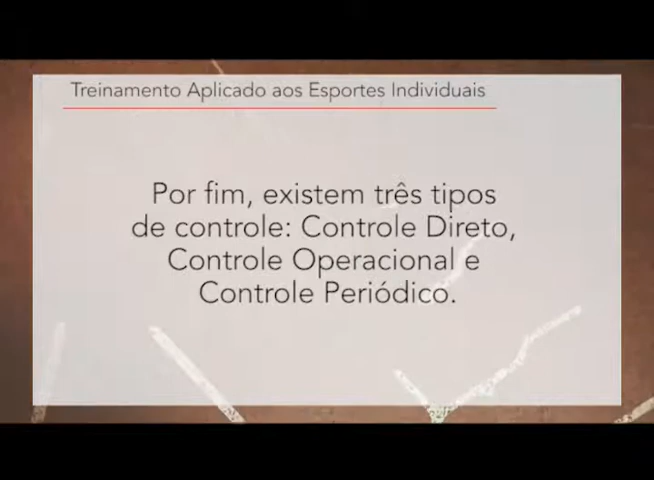 Treinamento Aplicado aos Esportes Individuais
Por fim, existem três tipos
de controle: Controle Direto,
Controle Operacional e
Controle Periódico.